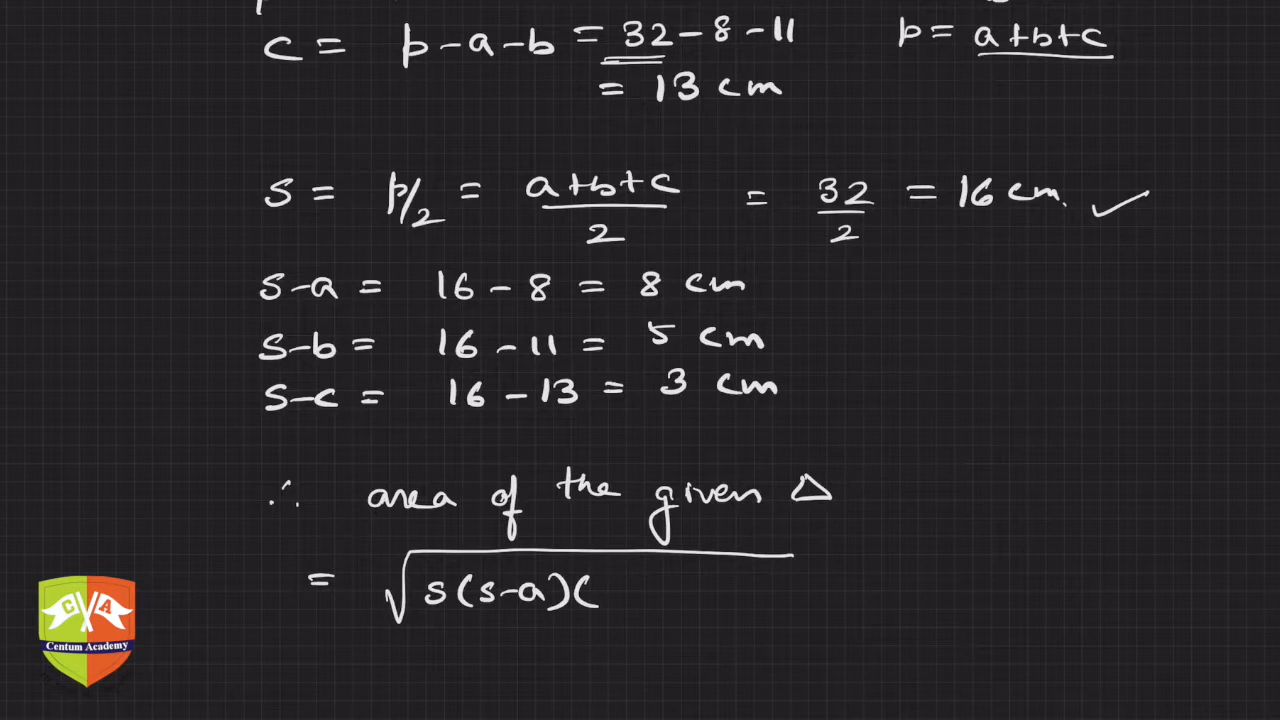 c = p-a-b = 32-8-11 p = a+b+c
= 13 cm
s = p/2 = a+b+c/2 = 32/2 = 16 cm. ✓
s-a = 16 - 8 = 8 cm
s-b = 16 - 11 = 5 cm
s-c = 16 - 13 = 3 cm
∴ area of the given Δ
= √s(s-a)(
C A
Centum Academy